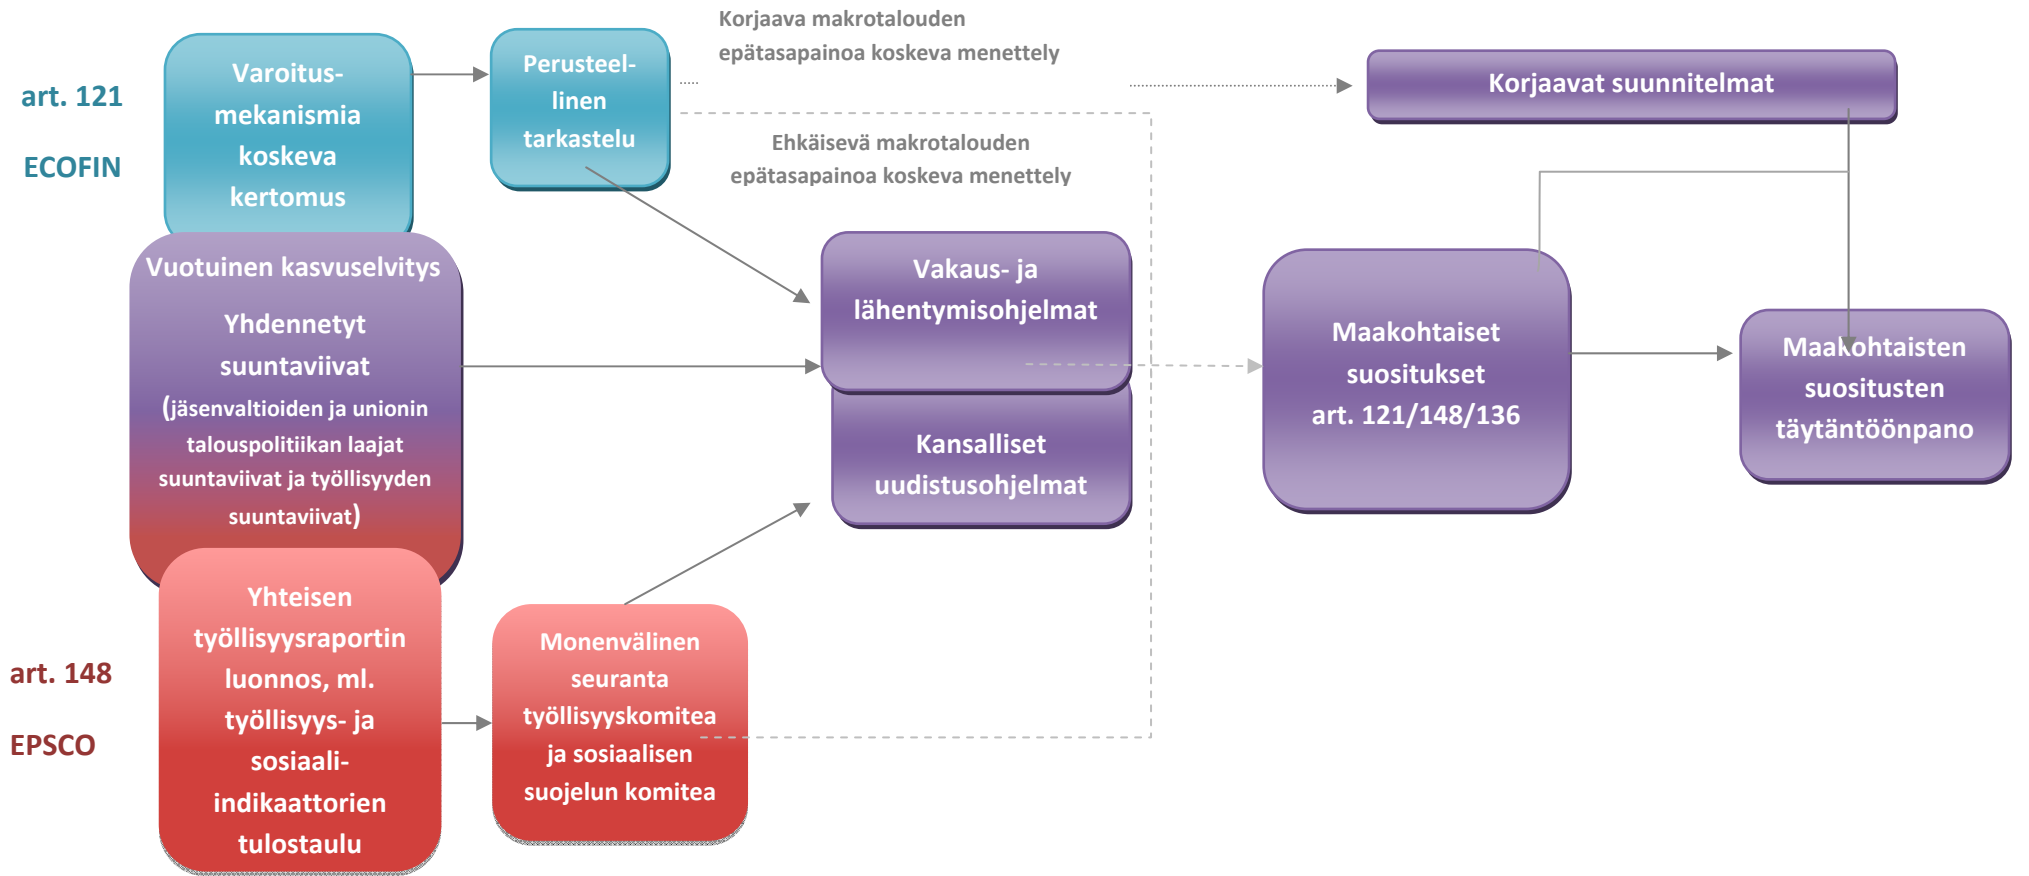 Korjaava makrotalouden
epätasapainoa koskeva menettely
art. 121
ECOFIN
Varoitus-
mekanismia
koskeva
kertomus
Perusteel-
linen
tarkastelu
Korjaavat suunnitelmat
Ehkäisevä makrotalouden
epätasapainoa koskeva menettely
Vuotuinen kasvuselvitys
Yhdennetyt
suuntaviivat
(jäsenvaltioiden ja unionin
talouspolitiikan laajat
suuntaviivat ja työllisyyden
suuntaviivat)
Vakaus- ja
lähentymisohjelmat
Kansalliset
uudistusohjelmat
Maakohtaiset
suositukset
art. 121/148/136
Maakohtaisten
suositusten
täytäntöönpano
art. 148
EPSCO
Yhteisen
työllisyysraportin
luonnos, ml.
työllisyys- ja
sosiaali-
indikaattorien
tulostaulu
Monenvälinen
seuranta
työllisyyskomitea
ja sosiaalisen
suojelun komitea